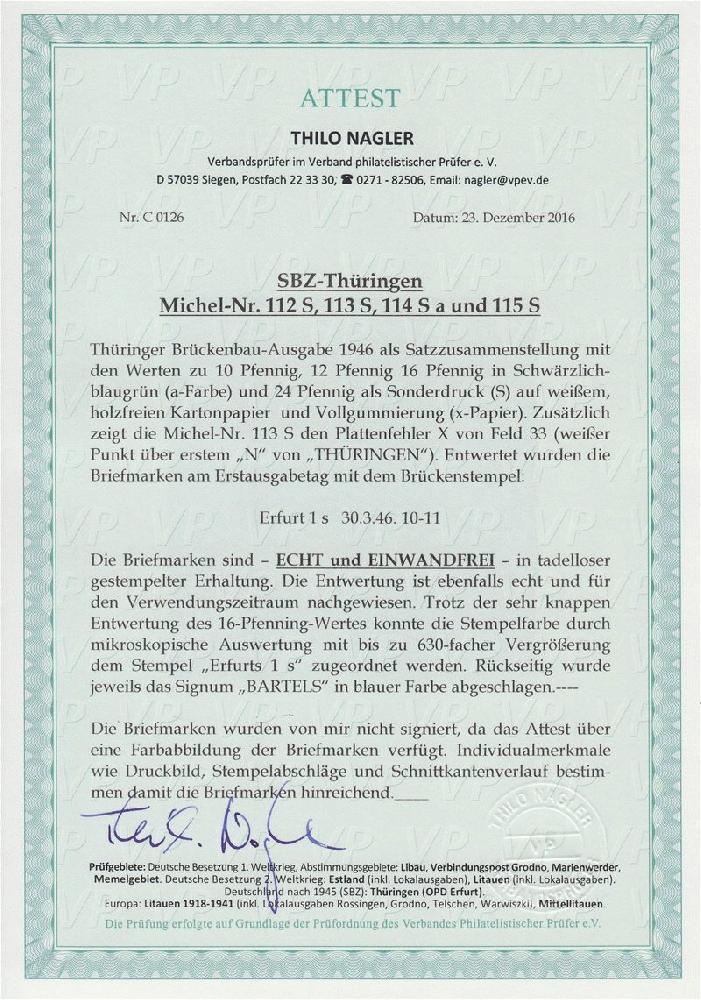 ATTEST
THILO NAGLER
Verbandsprüfer im Verband philatelistischer Prüfer e. V.
D 57039 Siegen, Postfach 22 33 30, ☎ 0271 - 82506, Email: nagler@vpev.de
Nr. C 0126 Datum: 23. Dezember 2016
SBZ-Thüringen
Michel-Nr. 112 S, 113 S, 114 S a und 115 S
Thüringer Brückenbau-Ausgabe 1946 als Satzzusammenstellung mit
den Werten zu 10 Pfennig, 12 Pfennig 16 Pfennig in Schwärzlich-
blaugrün (a-Farbe) und 24 Pfennig als Sonderdruck (S) auf weißem,
holzfreien Kartonpapier und Vollgummierung (x-Papier). Zusätzlich
zeigt die Michel-Nr. 113 S den Plattenfehler X von Feld 33 (weißer
Punkt über erstem „N“ von „THÜRINGEN“). Entwertet wurden die
Briefmarken am Erstausgabetag mit dem Brückenstempel:
Erfurt 1 s 30.3.46. 10-11
Die Briefmarken sind – ECHT und EINWANDFREI – in tadelloser
gestempelter Erhaltung. Die Entwertung ist ebenfalls echt und für
den Verwendungszeitraum nachgewiesen. Trotz der sehr knappen
Entwertung des 16-Pfenning-Wertes konnte die Stempelfarbe durch
mikroskopische Auswertung mit bis zu 630-facher Vergrößerung
dem Stempel „Erfurts 1 s“ zugeordnet werden. Rückseitig wurde
jeweils das Signum „BARTELS“ in blauer Farbe abgeschlagen.----
Die Briefmarken wurden von mir nicht signiert, da das Attest über
eine Farbabbildung der Briefmarken verfügt. Individualmerkmale
wie Druckbild, Stempelabschläge und Schnittkantenverlauf bestim-
men damit die Briefmarken hinreichend.____
THILO NAGLER
VP
Prüfgebiete: Deutsche Besetzung 1. Weltkrieg, Abstimmungsgebiete: Libau, Verbindungspost Grodno, Marienwerder,
Memelgebiet. Deutsche Besetzung 2. Weltkrieg: Estland (inkl. Lokalausgaben), Litauen (inkl. Lokalausgaben).
Deutschland nach 1945 (SBZ): Thüringen (OPD Erfurt).
Europa: Litauen 1918-1941 (inkl. Lokalausgaben Rossingen, Grodno, Telschen, Warwiszki), Mittellitauen.
Die Prüfung erfolgte auf Grundlage der Prüfordnung des Verbandes Philatelistischer Prüfer e.V.